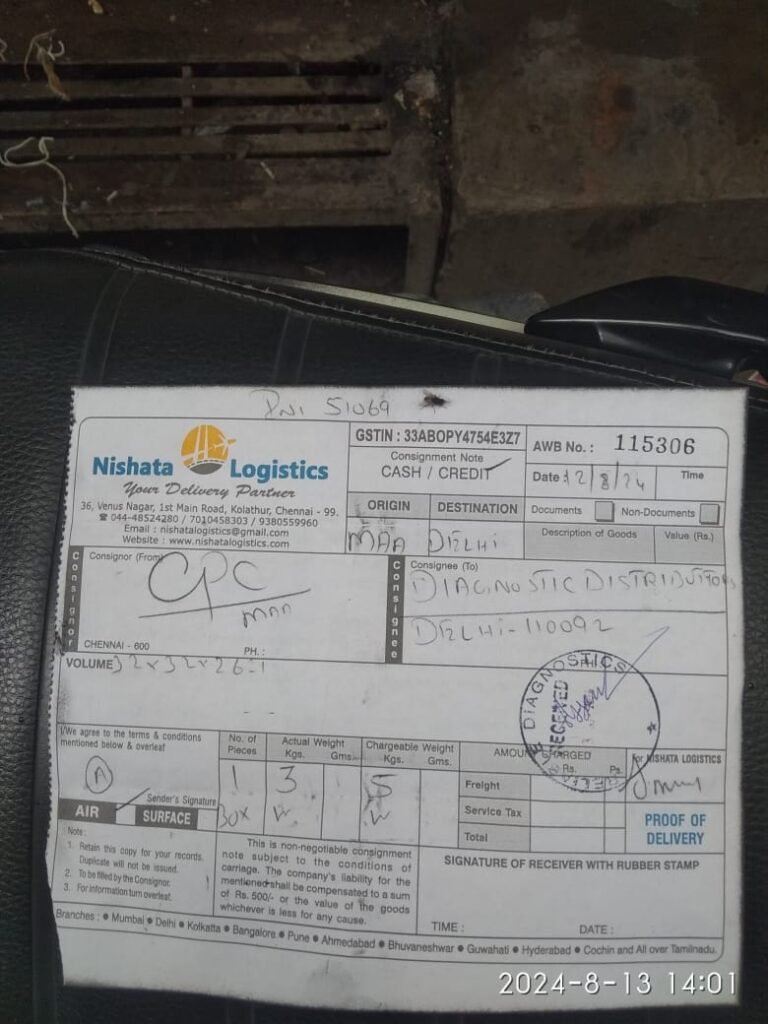 51069
Nishata Logistics
Your Delivery Partner
36, Venus Nagar, 1st Main Road, Kolathur, Chennai - 99.
☎ 044-48524280 / 7010458303 / 9380559960
Email : nishatalogistics@gmail.com
Website : www.nishatalogistics.com
GSTIN : 33ABOPY4754E3Z7
Consignment Note
CASH / CREDIT
AWB No. : 115306
Date 12/8/24 Time
ORIGIN DESTINATION
MAA DELHI
Documents Non-Documents
Description of Goods Value (Rs.)
Consignor
Consignor (From)
CPC
MAA
CHENNAI - 600 PH. :
Consignee
Consignee (To)
DIAGNOSTIC DISTRIBUTORS
DELHI-110092
VOLUME 32x32x26=1
DIAGNOSTICS
RECEIVED
DELHI
I/We agree to the terms & conditions
mentioned below & overleaf
A
Sender's Signature
AIR SURFACE
No. of Pieces
1
BOX
Actual Weight
Kgs. Gms.
3
Chargeable Weight
Kgs. Gms.
5
AMOUNT CHARGED
Rs. Ps.
Freight
Service Tax
Total
for NISHATA LOGISTICS
PROOF OF
DELIVERY
Note :
1. Retain this copy for your records.
Duplicate will not be issued.
2. To be filled by the Consignor.
3. For information turn overleaf.
This is non-negotiable consignment
note subject to the conditions of
carriage. The company's liability for the
mentioned shall be compensated to a sum
of Rs. 500/- or the value of the goods
whichever is less for any cause.
SIGNATURE OF RECEIVER WITH RUBBER STAMP
TIME : DATE :
Branches : ● Mumbai ● Delhi ● Kolkatta ● Bangalore ● Pune ● Ahmedabad ● Bhuvaneshwar ● Guwahati ● Hyderabad ● Cochin and All over Tamilnadu.
2024-8-13 14:01